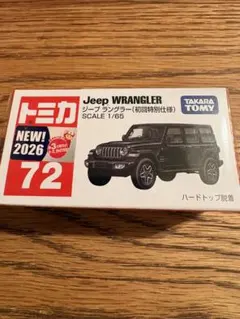 トミカ
Jeep WRANGLER
ジープ ラングラー(初回特別仕様)
SCALE 1/65
TAKARA
TOMY
NEW!
2026
72
ハードトップ脱着